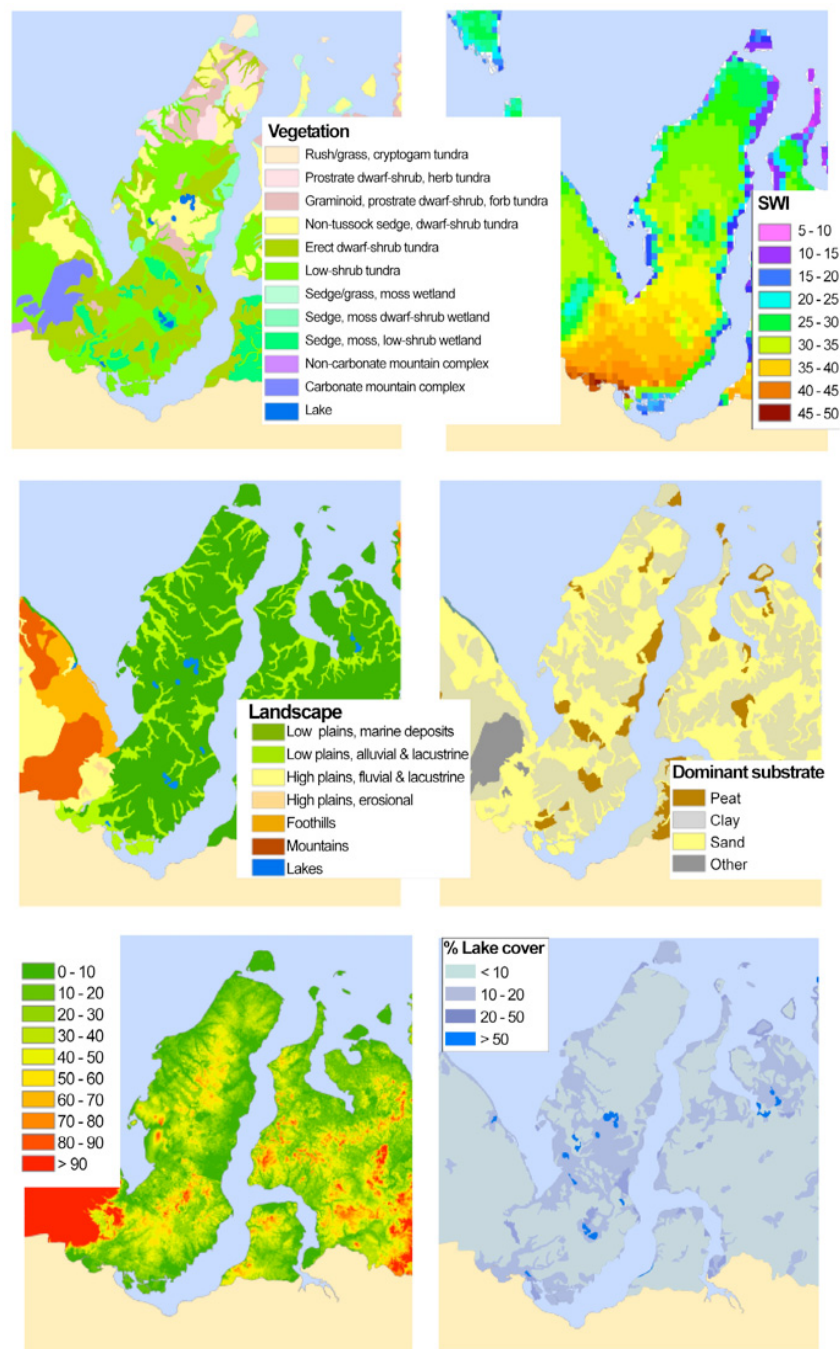 Vegetation
Rush/grass, cryptogam tundra
Prostrate dwarf-shrub, herb tundra
Graminoid, prostrate dwarf-shrub, forb tundra
Non-tussock sedge, dwarf-shrub tundra
Erect dwarf-shrub tundra
Low-shrub tundra
Sedge/grass, moss wetland
Sedge, moss dwarf-shrub wetland
Sedge, moss, low-shrub wetland
Non-carbonate mountain complex
Carbonate mountain complex
Lake
SWI
5 - 10
10 - 15
15 - 20
20 - 25
25 - 30
30 - 35
35 - 40
40 - 45
45 - 50
Landscape
Low plains, marine deposits
Low plains, alluvial & lacustrine
High plains, fluvial & lacustrine
High plains, erosional
Foothills
Mountains
Lakes
Dominant substrate
Peat
Clay
Sand
Other
0 - 10
10 - 20
20 - 30
30 - 40
40 - 50
50 - 60
60 - 70
70 - 80
80 - 90
> 90
% Lake cover
< 10
10 - 20
20 - 50
> 50